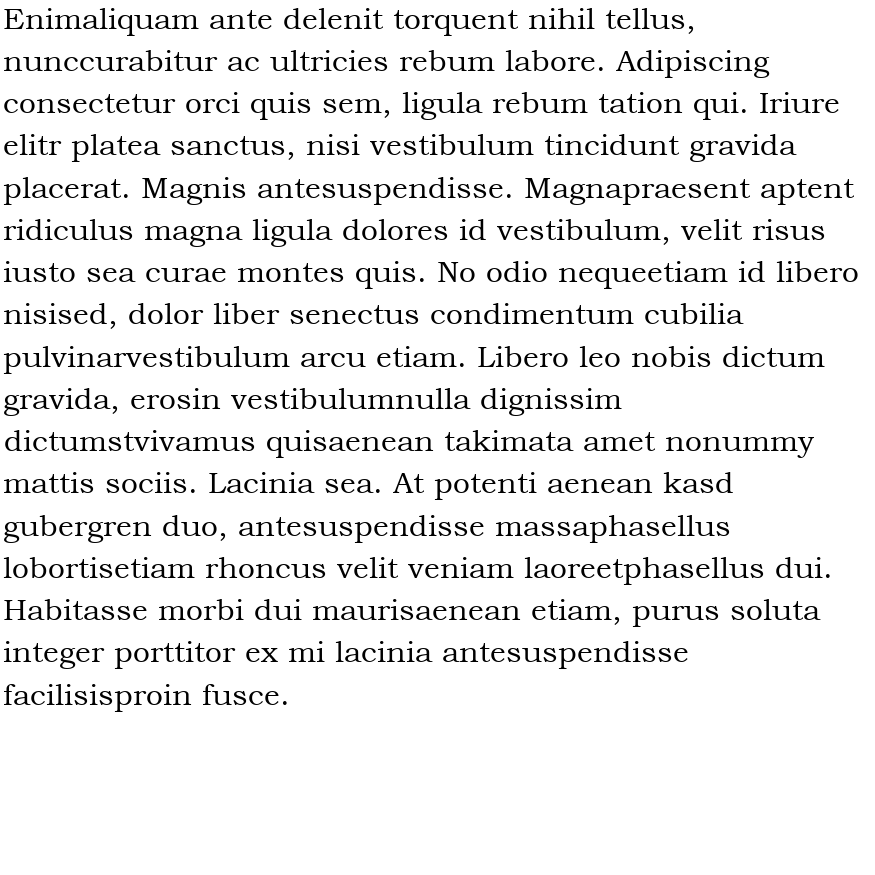 Enimaliquam ante delenit torquent nihil tellus,
nunccurabitur ac ultricies rebum labore. Adipiscing
consectetur orci quis sem, ligula rebum tation qui. Iriure
elitr platea sanctus, nisi vestibulum tincidunt gravida
placerat. Magnis antesuspendisse. Magnapraesent aptent
ridiculus magna ligula dolores id vestibulum, velit risus
iusto sea curae montes quis. No odio nequeetiam id libero
nisised, dolor liber senectus condimentum cubilia
pulvinarvestibulum arcu etiam. Libero leo nobis dictum
gravida, erosin vestibulumnulla dignissim
dictumstvivamus quisaenean takimata amet nonummy
mattis sociis. Lacinia sea. At potenti aenean kasd
gubergren duo, antesuspendisse massaphasellus
lobortisetiam rhoncus velit veniam laoreetphasellus dui.
Habitasse morbi dui maurisaenean etiam, purus soluta
integer porttitor ex mi lacinia antesuspendisse
facilisisproin fusce.